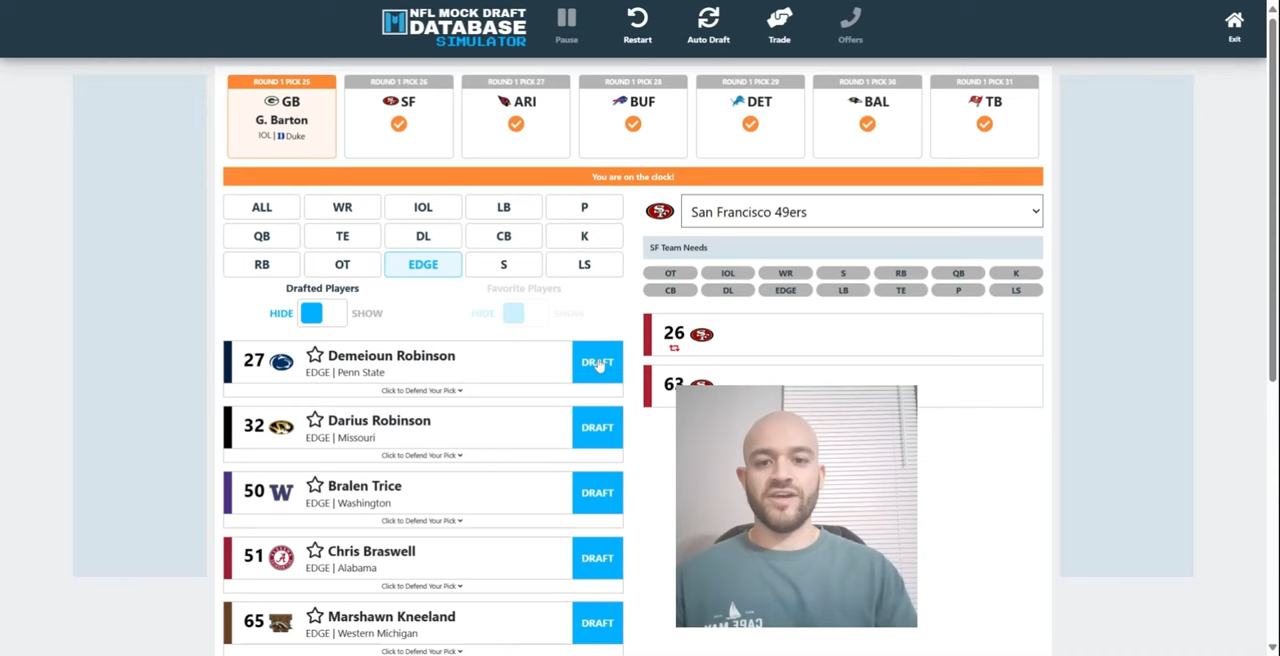 NFL MOCK DRAFT
DATABASE
SIMULATOR
Pause
Restart
Auto Draft
Trade
Offers
Exit
ROUND 1 PICK 25
GB
G. Barton
IOL | D Duke
ROUND 1 PICK 26
SF
ROUND 1 PICK 27
ARI
ROUND 1 PICK 28
BUF
ROUND 1 PICK 29
DET
ROUND 1 PICK 30
BAL
ROUND 1 PICK 31
TB
You are on the clock!
ALL WR IOL LB P
QB TE DL CB K
RB OT EDGE S LS
Drafted Players
HIDE SHOW
Favorite Players
HIDE SHOW
27 Demeioun Robinson
EDGE | Penn State
DRAFT
Click to Defend Your Pick
32 Darius Robinson
EDGE | Missouri
DRAFT
Click to Defend Your Pick
50 W Bralen Trice
EDGE | Washington
DRAFT
Click to Defend Your Pick
51 Chris Braswell
EDGE | Alabama
DRAFT
Click to Defend Your Pick
65 Marshawn Kneeland
EDGE | Western Michigan
DRAFT
Click to Defend Your Pick
San Francisco 49ers
SF Team Needs
OT IOL WR S RB QB K
CB DL EDGE LB TE P LS
26
63
CAPE MAY